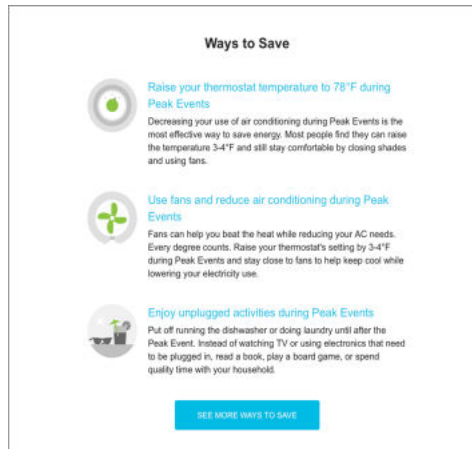 Ways to Save
Raise your thermostat temperature to 78°F during
Peak Events
Decreasing your use of air conditioning during Peak Events is the
most effective way to save energy. Most people find they can raise
the temperature 3-4°F and still stay comfortable by closing shades
and using fans.
Use fans and reduce air conditioning during Peak
Events
Fans can help you beat the heat while reducing your AC needs.
Every degree counts. Raise your thermostat's setting by 3-4°F
during Peak Events and stay close to fans to help keep cool while
lowering your electricity use.
Enjoy unplugged activities during Peak Events
Put off running the dishwasher or doing laundry until after the
Peak Event. Instead of watching TV or using electronics that need
to be plugged in, read a book, play a board game, or spend
quality time with your household.
SEE MORE WAYS TO SAVE